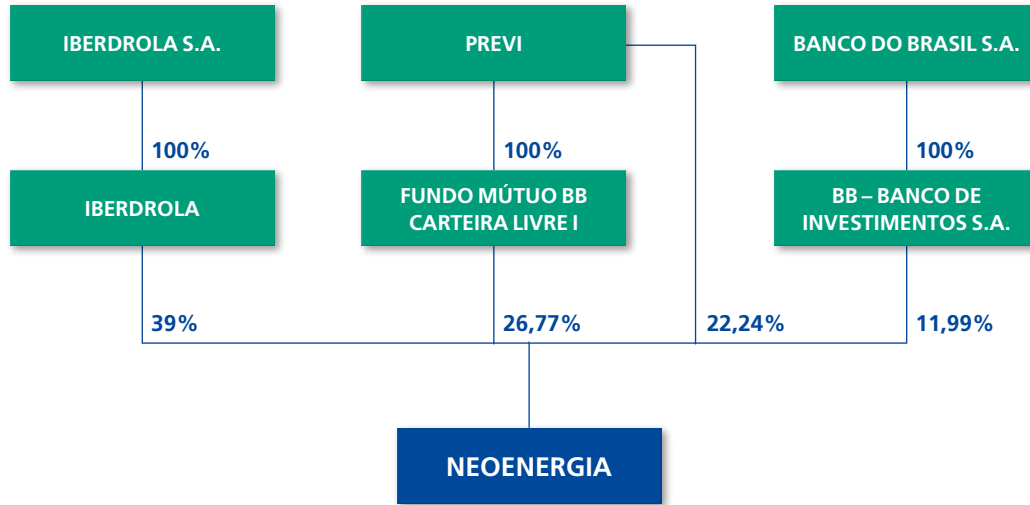 IBERDROLA S.A.
PREVI
BANCO DO BRASIL S.A.
100%
100%
100%
IBERDROLA
FUNDO MÚTUO BB
CARTEIRA LIVRE I
BB – BANCO DE
INVESTIMENTOS S.A.
39%
26,77%
22,24%
11,99%
NEOENERGIA